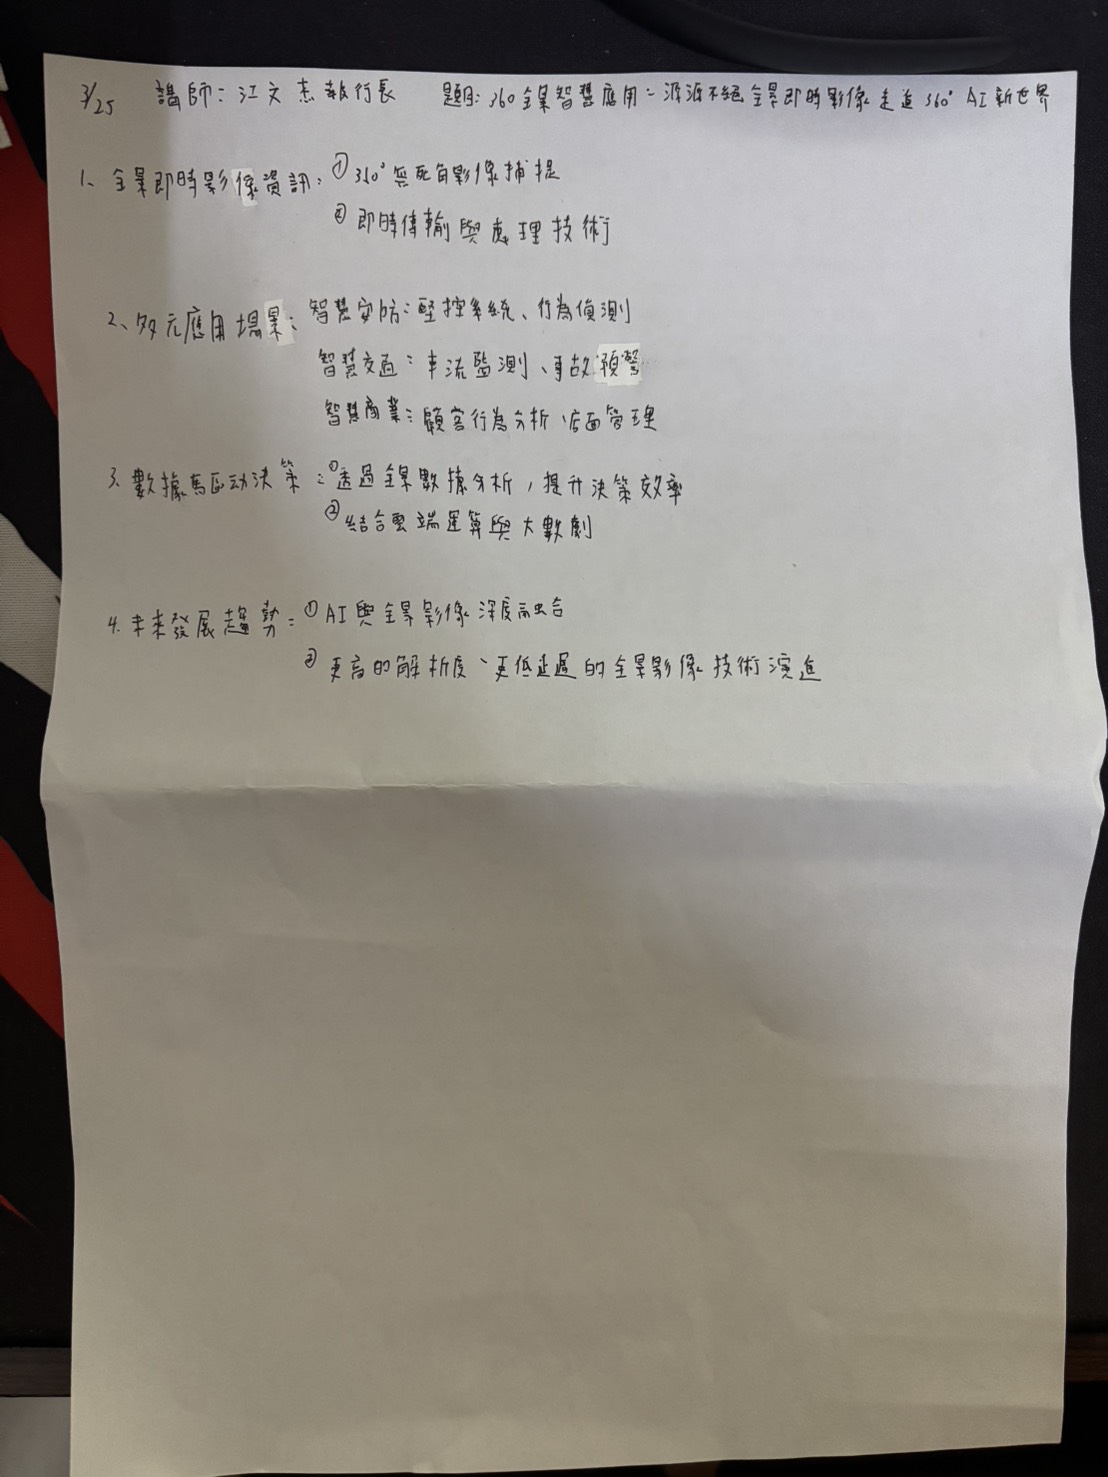 3/25 講師：江文杰執行長 題目：360全景智慧應用－源源不絕全景即時影像走進360° AI新世界
1、全景即時影像資訊：①360°無死角影像捕捉
②即時傳輸與處理技術
2、多元應用場景：智慧安防：監控系統、行為偵測
智慧交通：車流監測、事故預警
智慧商業：顧客行為分析、店面管理
3、數據驅动決策：①透過全景數據分析，提升決策效率
②結合雲端運算與大數劇
4.未來發展趨勢：①AI與全景影像深度融合
②更高的解析度、更低延遲的全景影像技術演進